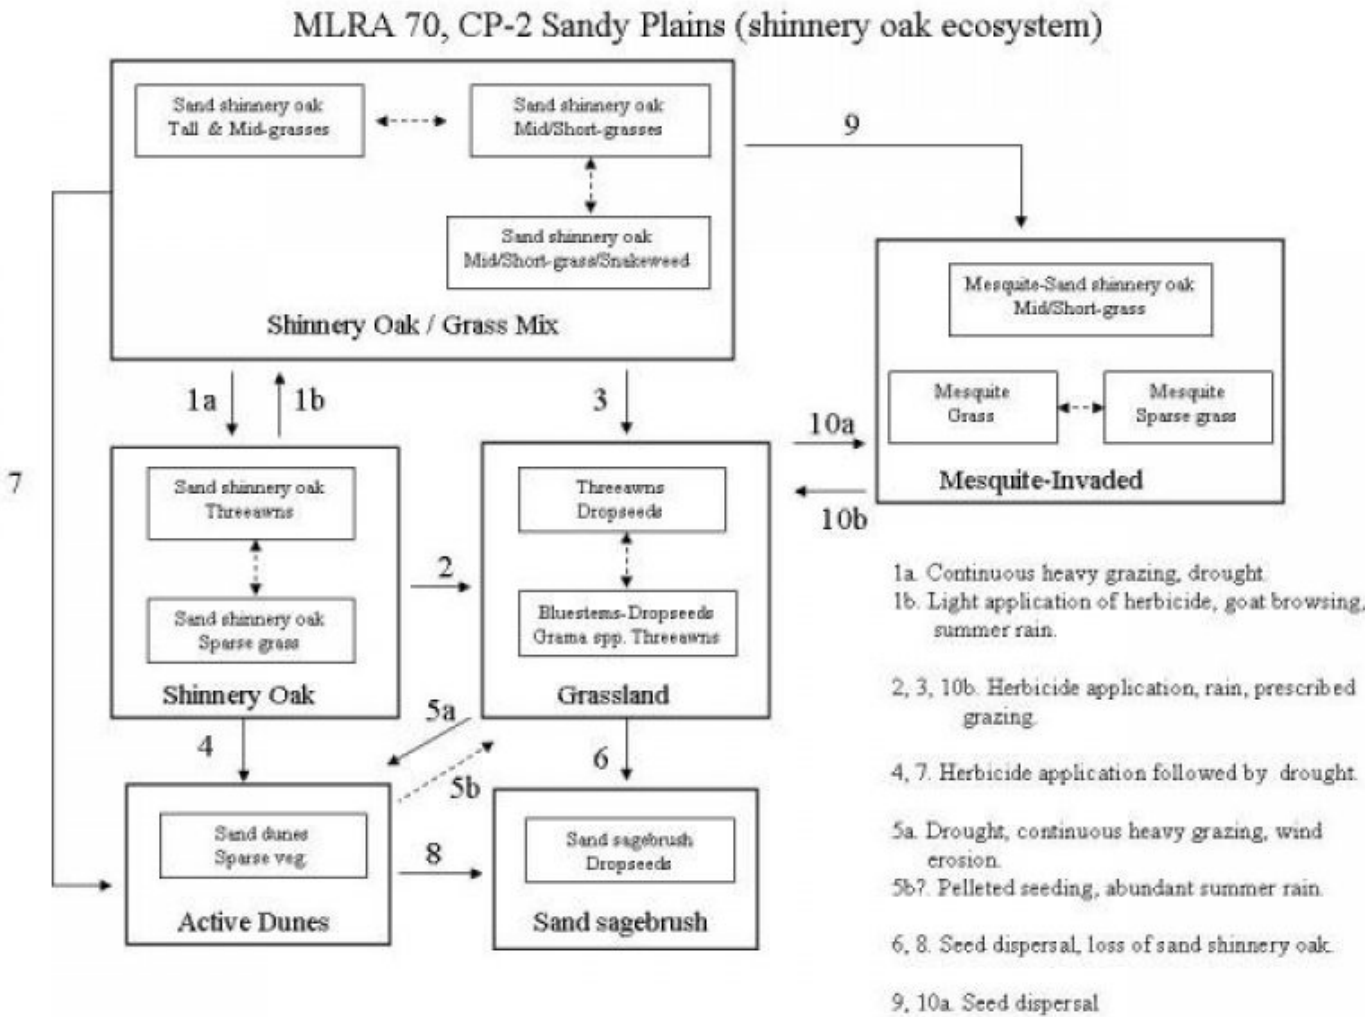 MLRA 70, CP-2 Sandy Plains (shinnery oak ecosystem)
Sand shinnery oak
Tall & Mid-grasses
Sand shinnery oak
Mid/Short-grasses
9
Sand shinnery oak
Mid/Short-grass/Snakeweed
Shinnery Oak / Grass Mix
Mesquite-Sand shinnery oak
Mid/Short-grass
Mesquite
Grass
Mesquite
Sparse grass
Mesquite-Invaded
1a
1b
3
10a
10b
7
Sand shinnery oak
Threeawns
Sand shinnery oak
Sparse grass
Shinnery Oak
2
Threeawns
Dropseeds
Bluestems-Dropseeds
Grama spp. Threeawns
Grassland
4
5a
5b
6
Sand dunes
Sparse veg.
Active Dunes
8
Sand sagebrush
Dropseeds
Sand sagebrush
1a. Continuous heavy grazing, drought.
1b. Light application of herbicide, goat browsing,
summer rain.
2, 3, 10b. Herbicide application, rain, prescribed
grazing.
4, 7. Herbicide application followed by drought.
5a. Drought, continuous heavy grazing, wind
erosion.
5b?. Pelleted seeding, abundant summer rain.
6, 8. Seed dispersal, loss of sand shinnery oak.
9, 10a. Seed dispersal